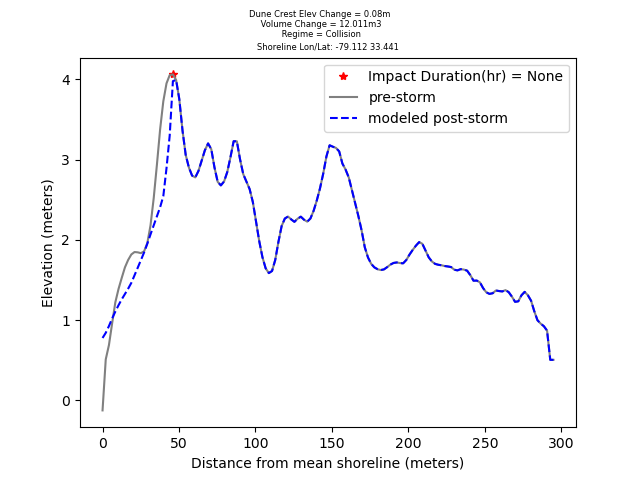 Dune Crest Elev Change = 0.08m
Volume Change = 12.011m3
Regime = Collision
Shoreline Lon/Lat: -79.112 33.441
Impact Duration(hr) = None
pre-storm
modeled post-storm
Elevation (meters)
4
3
2
1
0
0 50 100 150 200 250 300
Distance from mean shoreline (meters)